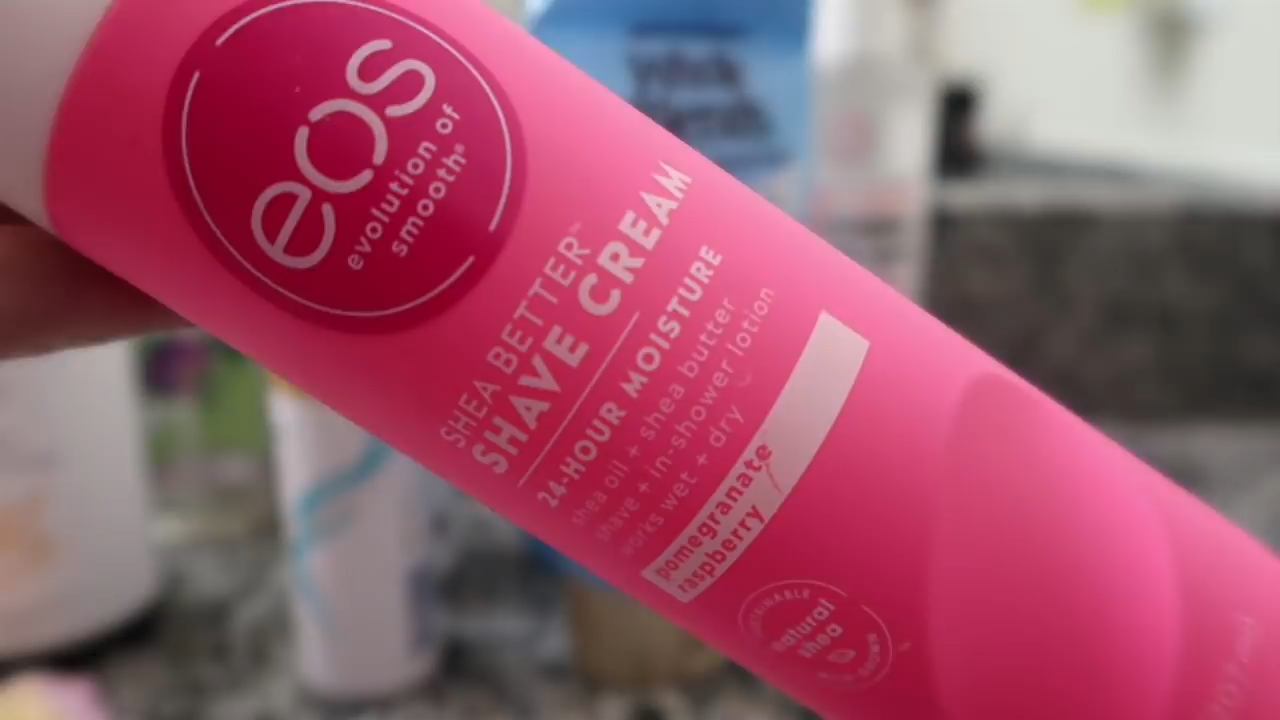 eos
evolution of
smooth®
SHEA BETTER™
SHAVE CREAM
24-HOUR MOISTURE
shea oil + shea butter
shave + in-shower lotion
works wet + dry
pomegranate
raspberry
natural
shea